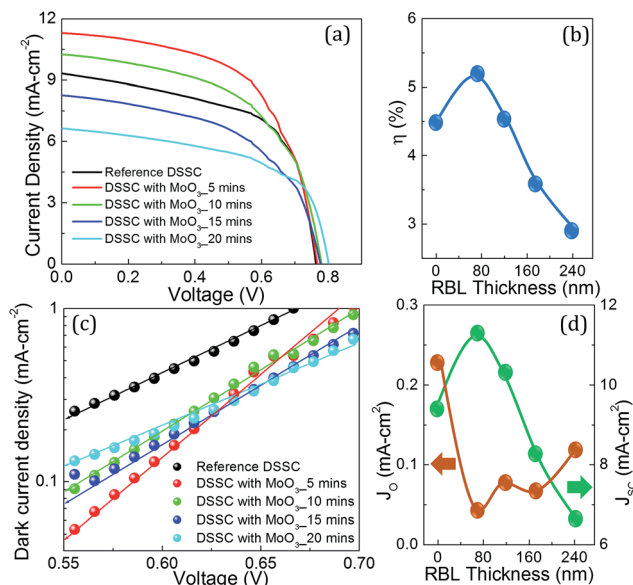 (a)
12
9
6
3
0
Current Density (mA-cm⁻²)
Reference DSSC
DSSC with MoO₃_5 mins
DSSC with MoO₃_10 mins
DSSC with MoO₃_15 mins
DSSC with MoO₃_20 mins
0.0 0.2 0.4 0.6 0.8
Voltage (V)
(b)
5
4
3
η (%)
0 80 160 240
RBL Thickness (nm)
(c)
1
0.1
Dark current density (mA-cm⁻²)
Reference DSSC
DSSC with MoO₃_5 mins
DSSC with MoO₃_10 mins
DSSC with MoO₃_15 mins
DSSC with MoO₃_20 mins
0.55 0.60 0.65 0.70
Voltage (V)
(d)
0.3
0.2
0.1
0.0
J_O (mA-cm⁻²)
12
10
8
J_SC (mA-cm⁻²)
0 80 160 240
RBL Thickness (nm)